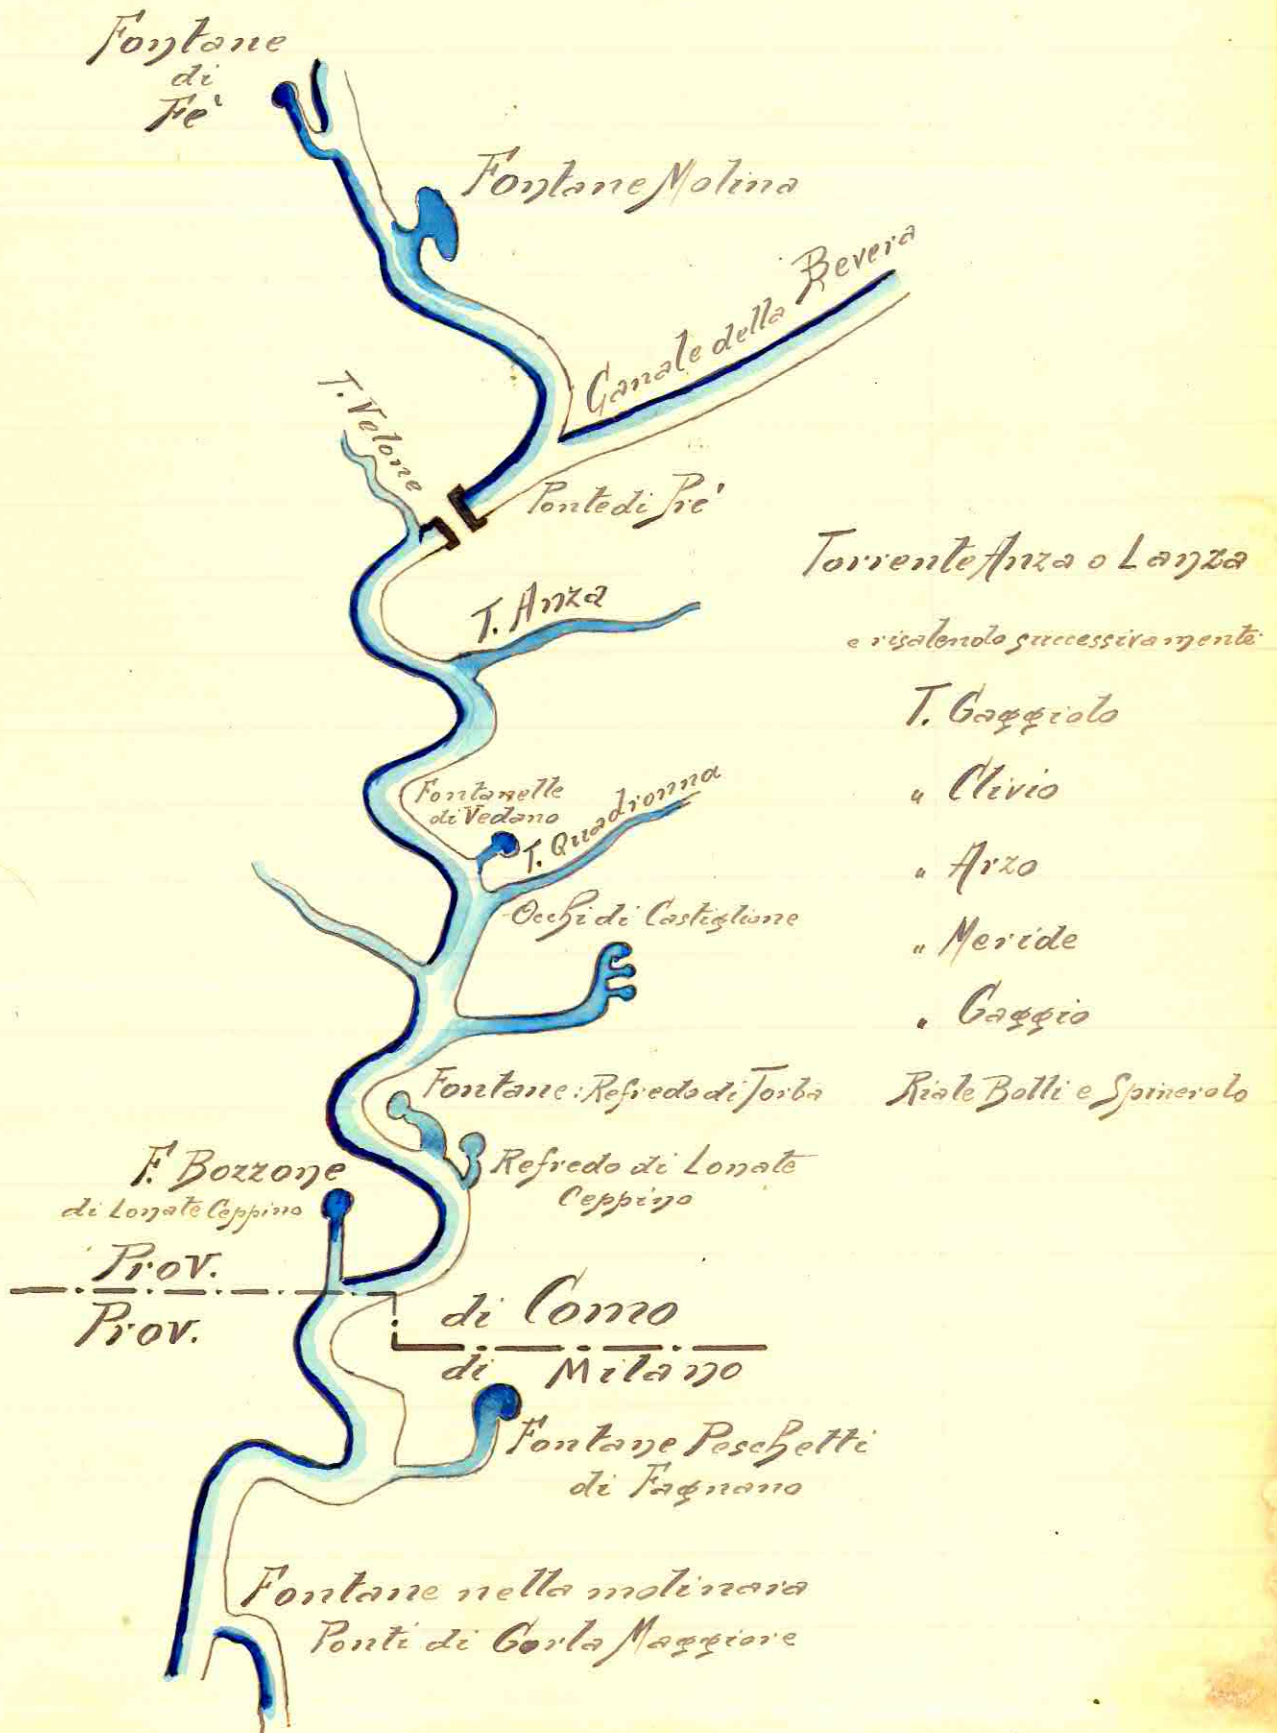 Fontane
di
Fè
Fontane Molina
Canale della Bevera
T. Velone
Ponte di Prè
Torrente Anza o Lanza
e risalendo successivamente
T. Anza
T. Gaggiolo
" Clivio
" Arzo
" Meride
" Gaggio
Riale Bolli e Spinerolo
Fontanelle
di Vedano
T. Quadronna
Occhi di Castiglione
Fontane: Refredo di Torba
Refredo di Lonate
Ceppino
F. Bozzone
di Lonate Ceppino
Prov. di Como
Prov. di Milano
Fontane Peschetti
di Fagnano
Fontane nella molinara
Ponti di Gorla Maggiore